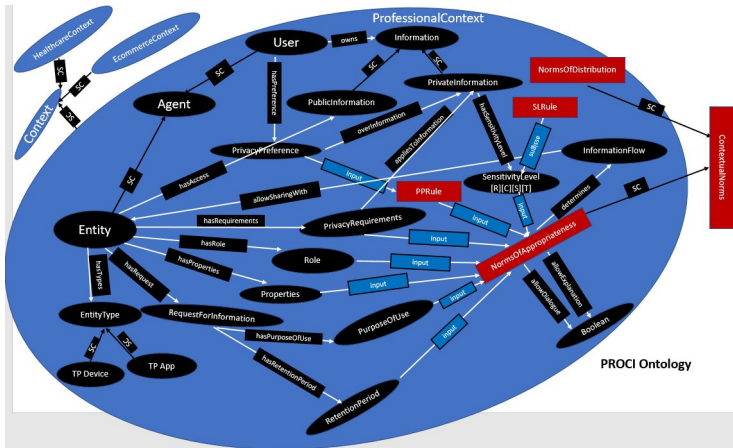 ProfessionalContext
HealthcareContext
EcommerceContext
SC
SC
Context
SC
User
owns
Information
SC
SC
SC
Agent
hasPreference
PublicInformation
PrivateInformation
NormsOfDistribution
SC
SLRule
hasSensitivityLevel
subjuse
PrivacyPreference
overInformation
appliesToInformation
InformationFlow
ContextualNorms
SC
hasAccess
input
SensitivityLevel
[R][C][S][T]
allowSharingWith
PPRule
input
input
determines
SC
Entity
hasRequirements
PrivacyRequirements
input
NormsOfAppropriateness
hasRole
Role
input
hasProperties
Properties
input
hasTypes
hasRequest
allowExplanation
allowDialogue
EntityType
RequestForInformation
PurposeOfUse
input
input
hasPurposeOfUse
Boolean
SC
SC
TP Device
TP App
hasRetentionPeriod
RetentionPeriod
PROCI Ontology